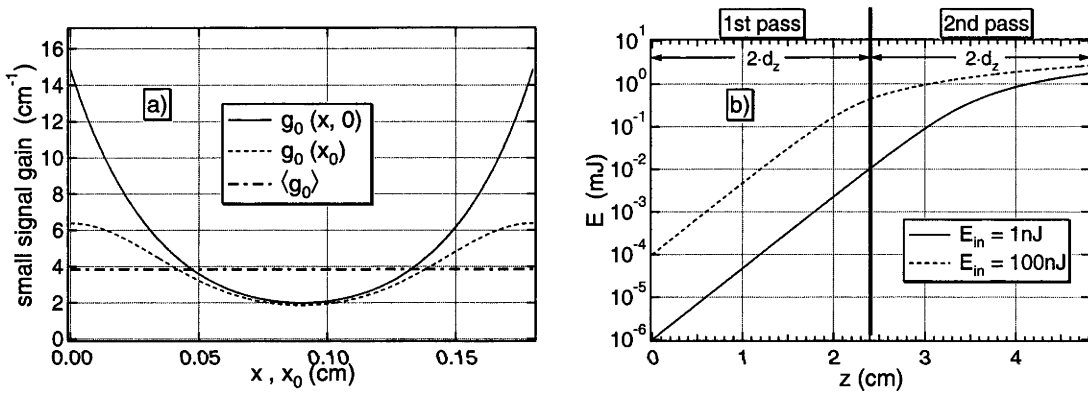 small signal gain (cm⁻¹)
16
14
12
10
8
6
4
2
0
a)
g₀ (x, 0)
g₀ (x₀)
⟨g₀⟩
0.00 0.05 0.10 0.15
x , x₀ (cm)
1st pass 2nd pass
2·d_z 2·d_z
b)
E (mJ)
10¹
10⁰
10⁻¹
10⁻²
10⁻³
10⁻⁴
10⁻⁵
10⁻⁶
E_in = 1nJ
E_in = 100nJ
0 1 2 3 4
z (cm)